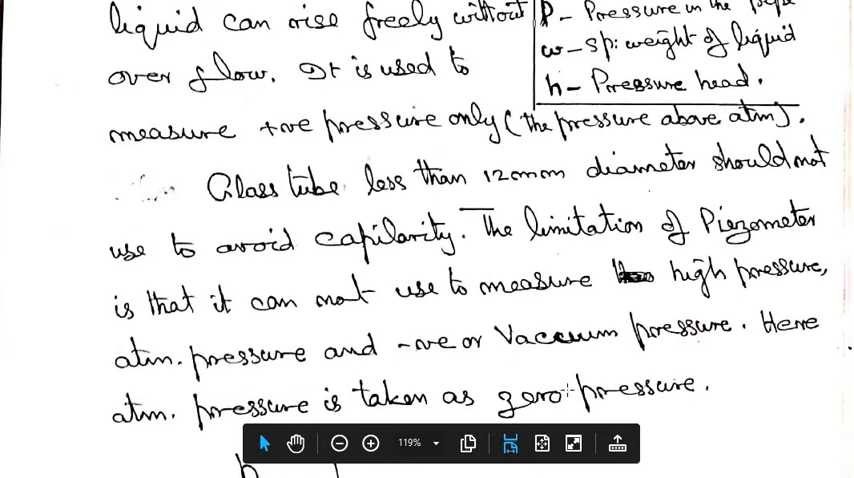 liquid can rise freely without
over flow. It is used to
P - Pressure in the pipe
w - sp: weight of liquid
h - Pressure head.
measure +ve pressure only (the pressure above atm).
Glass tube less than 12mm diameter should not
use to avoid capilarity. The limitation of Piezometer
is that it can not use to measure high pressure,
atm. pressure and -ve or Vaccuum pressure. Here
atm. pressure is taken as zero pressure.
h
119%